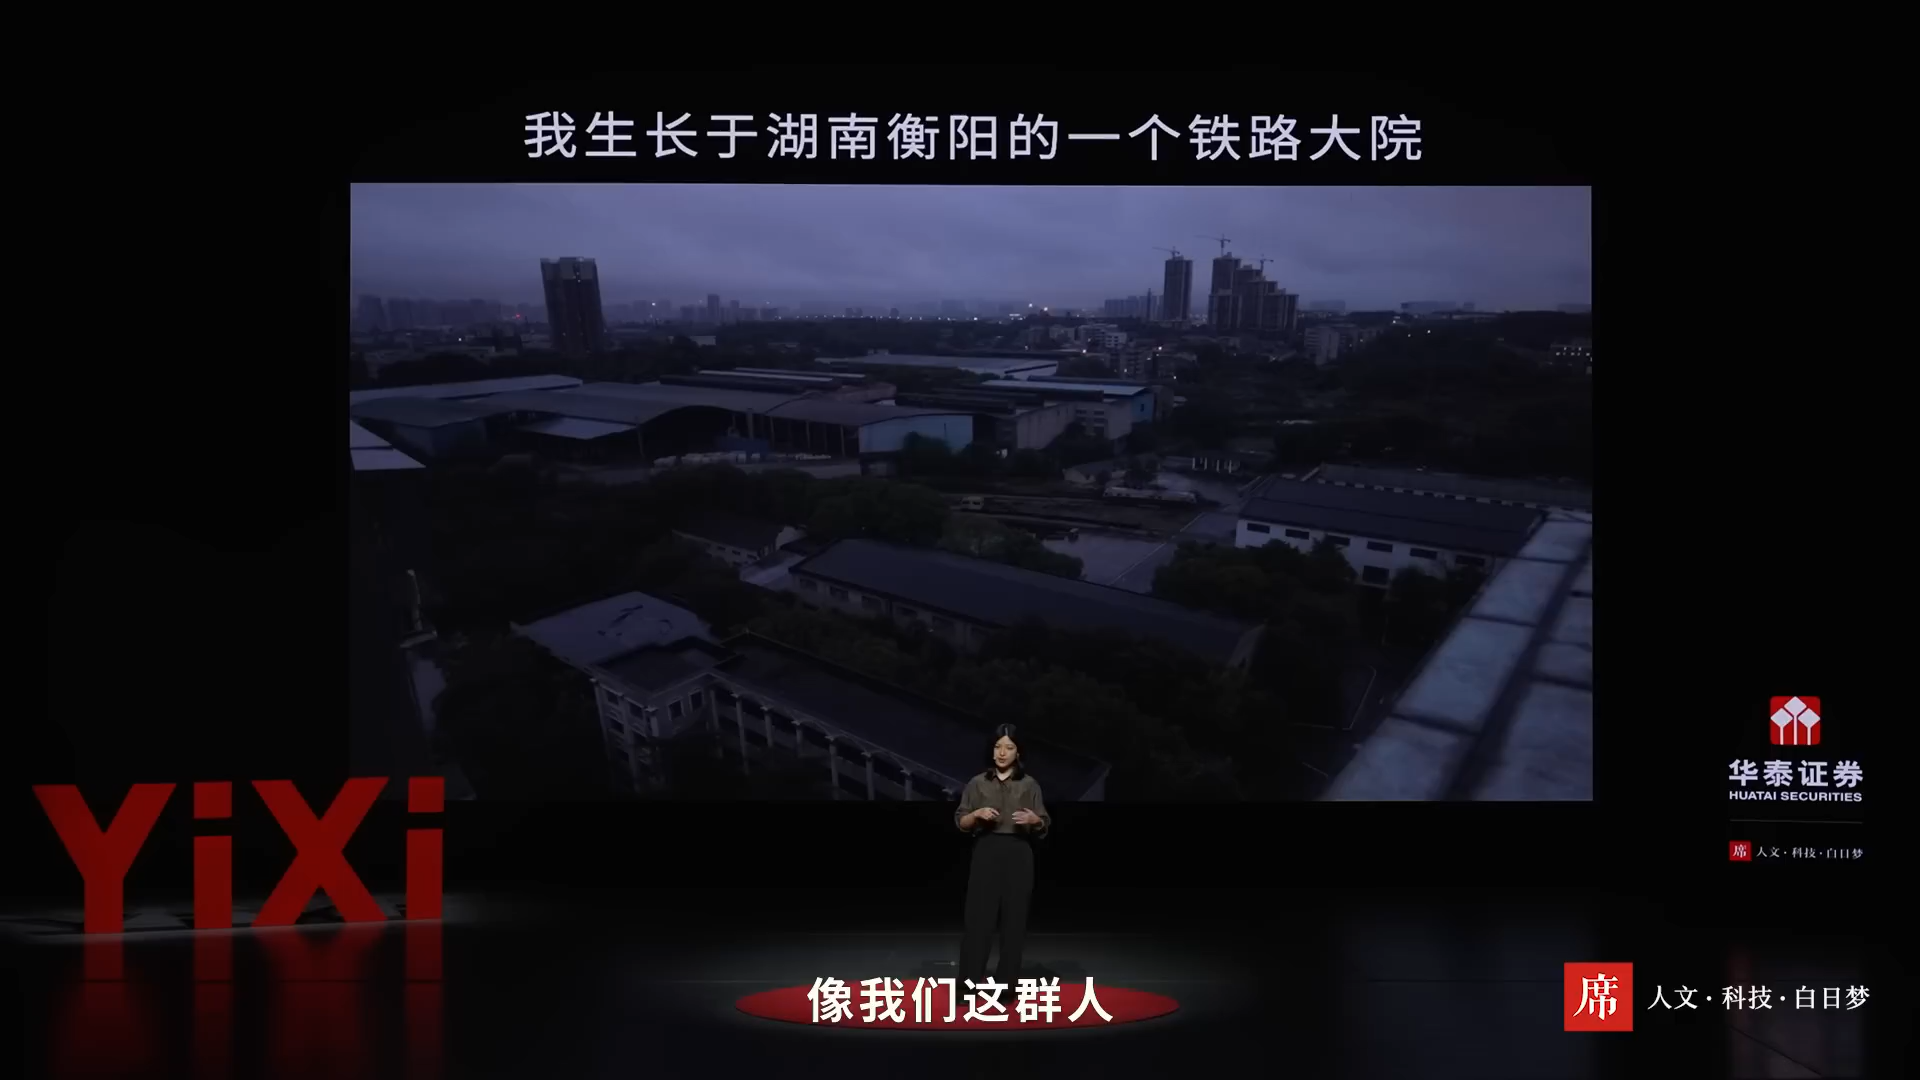 我生长于湖南衡阳的一个铁路大院
YiXi
华泰证券
HUATAI SECURITIES
席 人文·科技·白日梦
像我们这群人
席 人文·科技·白日梦